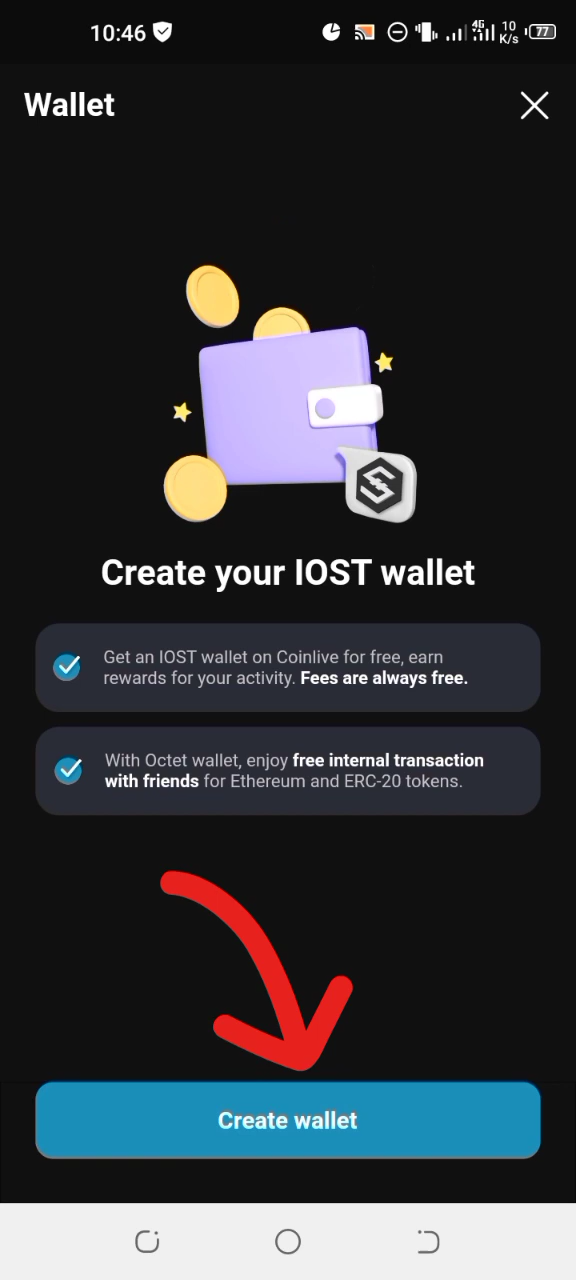 10:46 4G 10 K/s 77
Wallet
Create your IOST wallet
Get an IOST wallet on Coinlive for free, earn
rewards for your activity. Fees are always free.
With Octet wallet, enjoy free internal transaction
with friends for Ethereum and ERC-20 tokens.
Create wallet